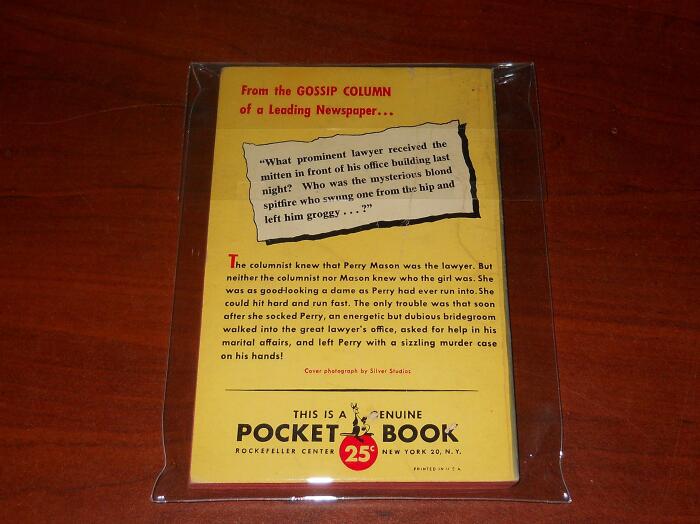 From the GOSSIP COLUMN
of a Leading Newspaper...
"What prominent lawyer received the
mitten in front of his office building last
night? Who was the mysterious blond
spitfire who swung one from the hip and
left him groggy . . . ?"
The columnist knew that Perry Mason was the lawyer. But
neither the columnist nor Mason knew who the girl was. She
was as good-looking a dame as Perry had ever run into. She
could hit hard and run fast. The only trouble was that soon
after she socked Perry, an energetic but dubious bridegroom
walked into the great lawyer's office, asked for help in his
marital affairs, and left Perry with a sizzling murder case
on his hands!
Cover photograph by Silver Studios
THIS IS A GENUINE
POCKET BOOK
ROCKEFELLER CENTER 25¢ NEW YORK 20, N.Y.
PRINTED IN U.S.A.